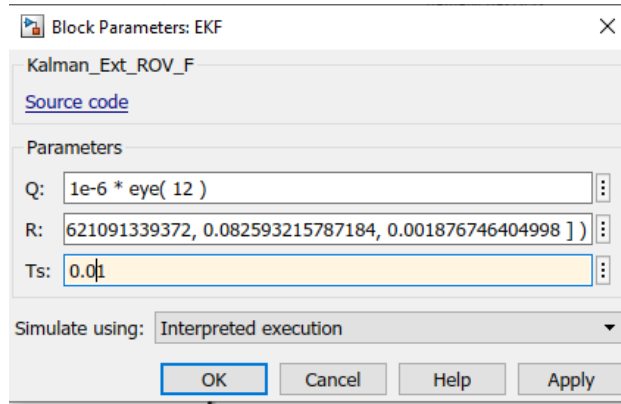 Block Parameters: EKF
Kalman_Ext_ROV_F
Source code
Parameters
Q: 1e-6 * eye( 12 )
R: 621091339372, 0.082593215787184, 0.001876746404998 ] )
Ts: 0.01
Simulate using: Interpreted execution
OK Cancel Help Apply